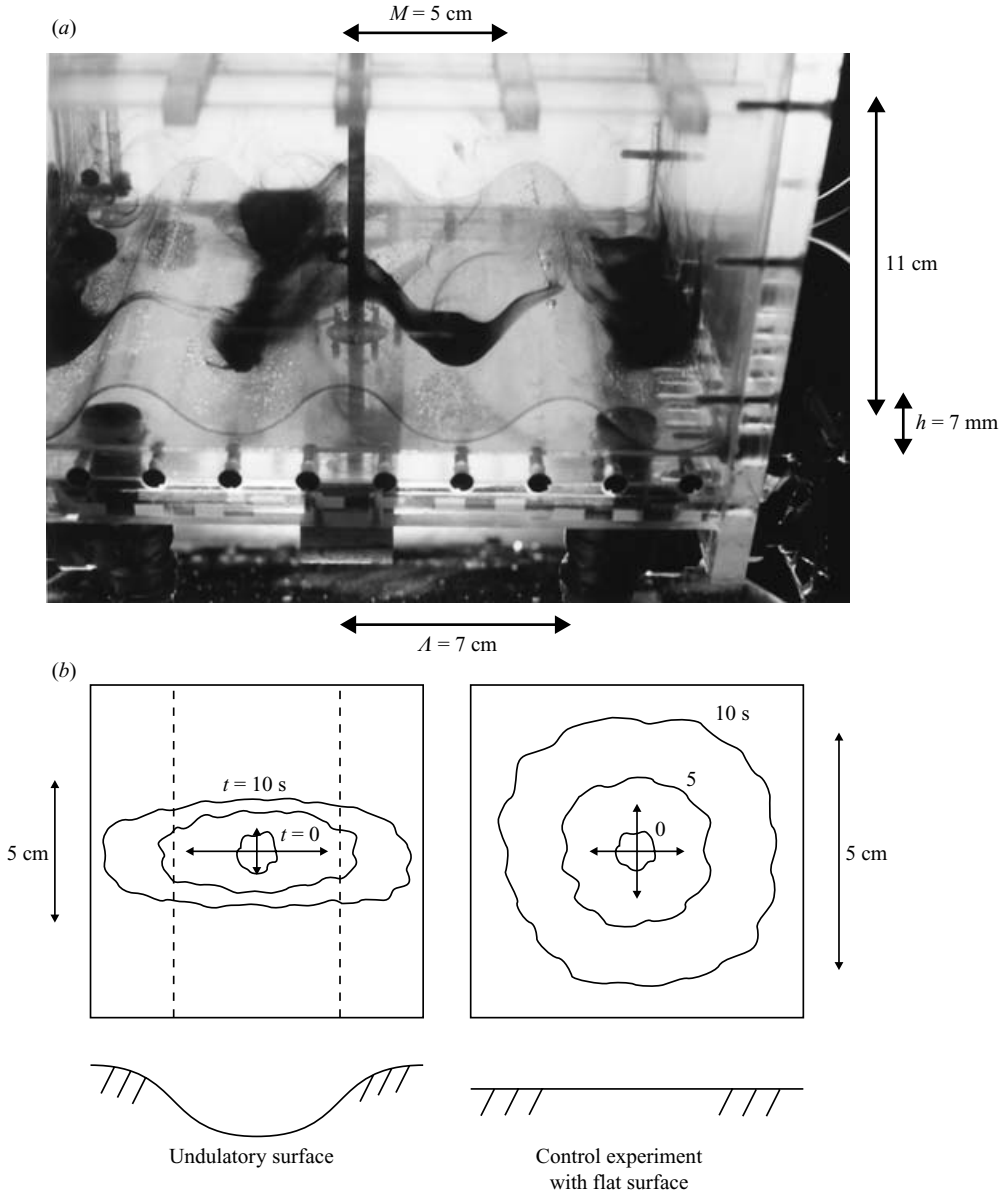 (a)
M = 5 cm
11 cm
h = 7 mm
Λ = 7 cm
(b)
t = 10 s
t = 0
5 cm
10 s
5
0
5 cm
Undulatory surface
Control experiment
with flat surface